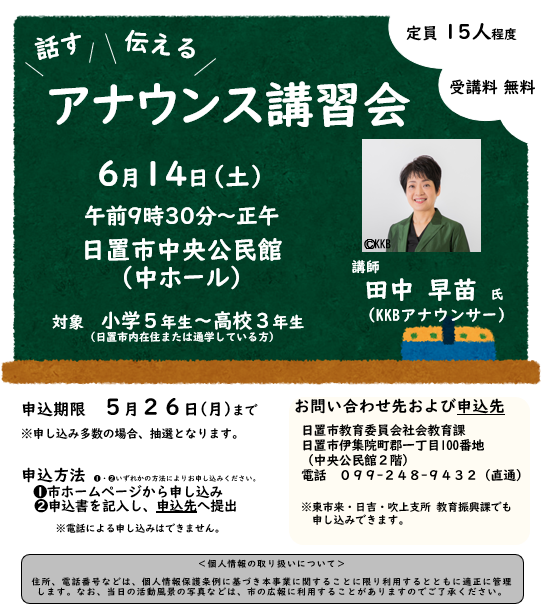 話す 伝える
アナウンス講習会
定員 15人程度
受講料 無料
6月14日(土)
午前9時30分～正午
日置市中央公民館
(中ホール)
©KKB
講師
田中 早苗 氏
(KKBアナウンサー)
対象 小学5年生～高校3年生
(日置市内在住または通学している方)
申込期限 5月26日(月)まで
※申し込み多数の場合、抽選となります。
申込方法 ❶・❷いずれかの方法によりお申し込みください。
❶市ホームページから申し込み
❷申込書を記入し、申込先へ提出
※電話による申し込みはできません。
お問い合わせ先および申込先
日置市教育委員会社会教育課
日置市伊集院町郡一丁目100番地
(中央公民館2階)
電話 099-248-9432(直通)
※東市来・日吉・吹上支所 教育振興課でも
申し込みできます。
＜個人情報の取り扱いについて＞
住所、電話番号などは、個人情報保護条例に基づき本事業に関することに限り利用するとともに適正に管理
します。なお、当日の活動風景の写真などは、市の広報に利用することがありますのでご了承ください。